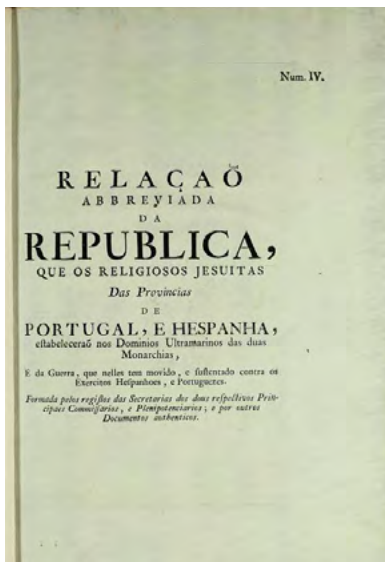 Num. IV.
RELAÇAÕ
ABBREVIADA
DA
REPUBLICA,
QUE OS RELIGIOSOS JESUITAS
Das Provincias
DE
PORTUGAL, E HESPANHA,
eſtabeleceraõ nos Dominios Ultramarinos das duas
Monarchias,
E da Guerra, que nelles tem movido, e ſuſtentado contra os
Exercitos Heſpanhoes, e Portuguezes.
Formada pelos regiſtos das Secretarias dos dous reſpectivos Prin-
cipaes Commiſſarios, e Plenipotenciarios; e por outros
Documentos authenticos.